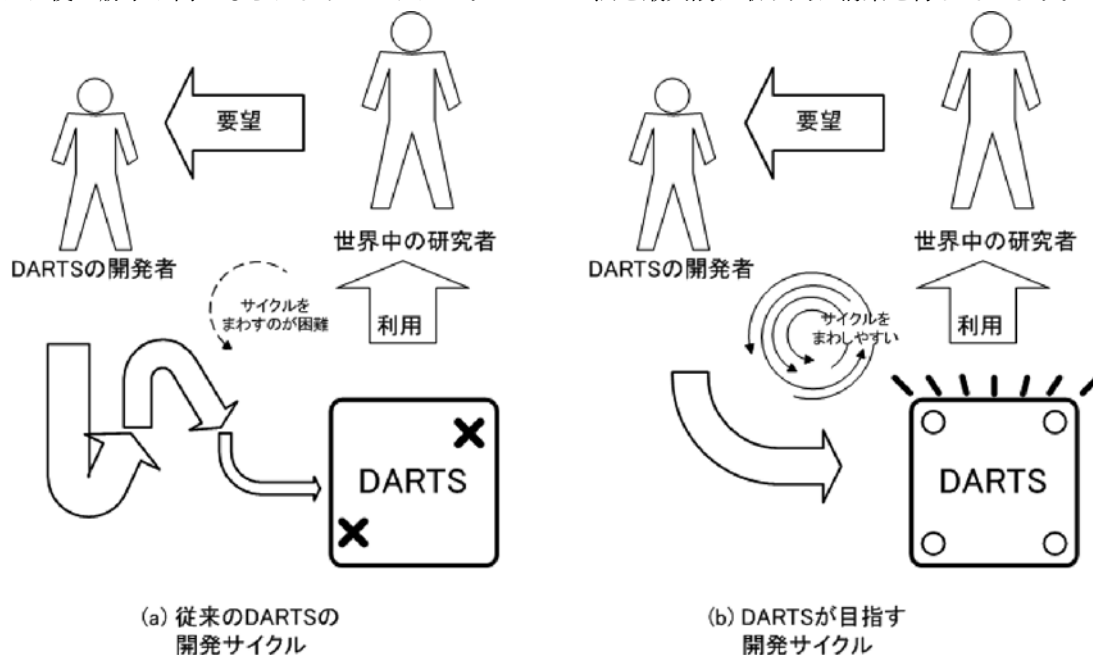 要望
世界中の研究者
DARTSの開発者
サイクルを
まわすのが困難
利用
DARTS
(a) 従来のDARTSの
開発サイクル
要望
世界中の研究者
DARTSの開発者
サイクルを
まわしやすい
利用
DARTS
(b) DARTSが目指す
開発サイクル